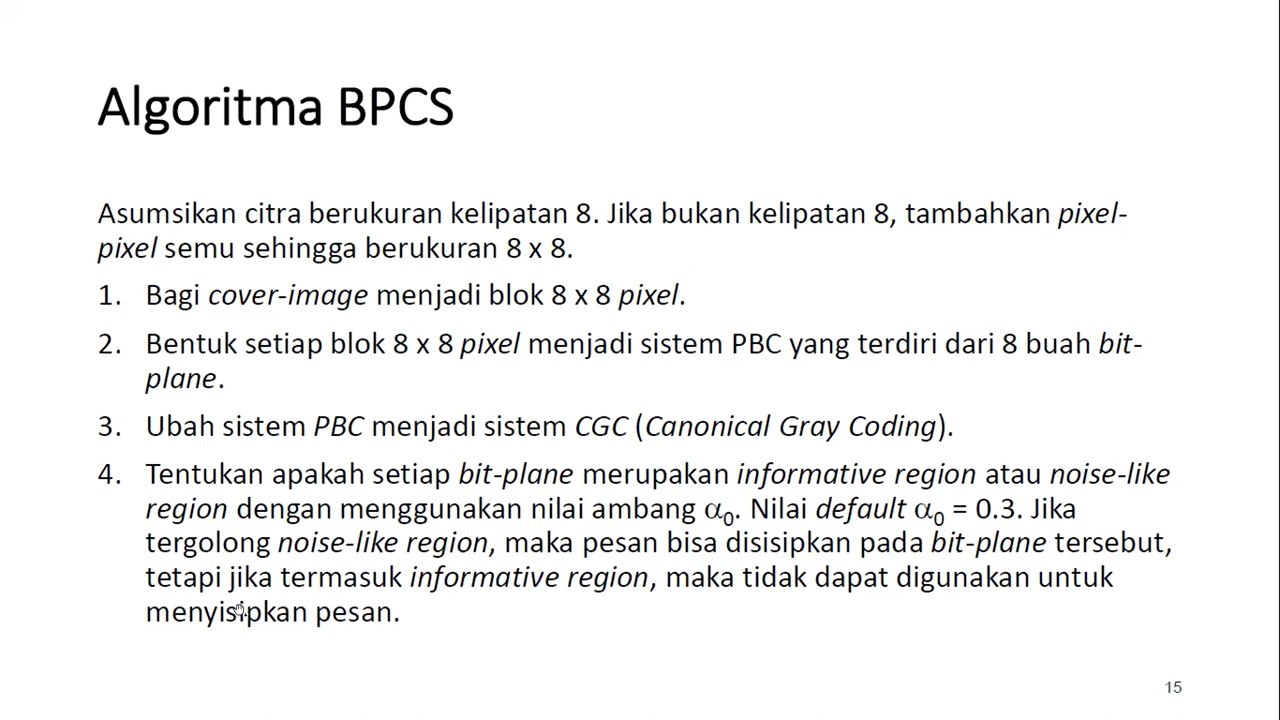 Algoritma BPCS
Asumsikan citra berukuran kelipatan 8. Jika bukan kelipatan 8, tambahkan pixel-
pixel semu sehingga berukuran 8 x 8.
1. Bagi cover-image menjadi blok 8 x 8 pixel.
2. Bentuk setiap blok 8 x 8 pixel menjadi sistem PBC yang terdiri dari 8 buah bit-
plane.
3. Ubah sistem PBC menjadi sistem CGC (Canonical Gray Coding).
4. Tentukan apakah setiap bit-plane merupakan informative region atau noise-like
region dengan menggunakan nilai ambang α₀. Nilai default α₀ = 0.3. Jika
tergolong noise-like region, maka pesan bisa disisipkan pada bit-plane tersebut,
tetapi jika termasuk informative region, maka tidak dapat digunakan untuk
menyisipkan pesan.
15